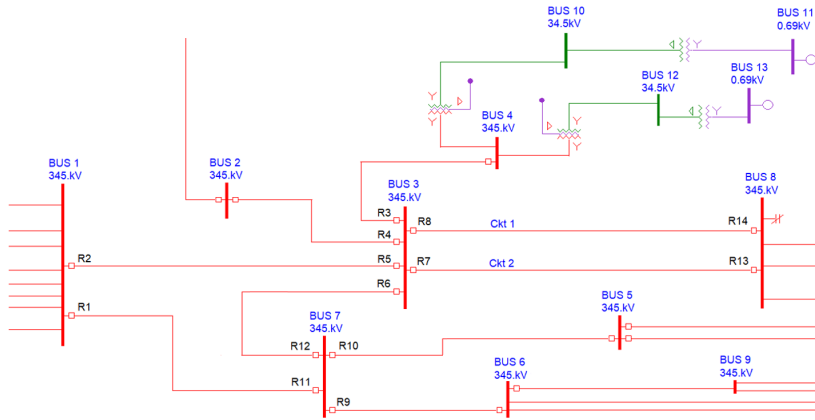 BUS 10
34.5kV
BUS 11
0.69kV
Y
Y
Δ
Y
Δ
Y
BUS 12
34.5kV
BUS 13
0.69kV
Δ
Y
Δ
Y
BUS 4
345.kV
BUS 1
345.kV
BUS 2
345.kV
BUS 3
345.kV
BUS 8
345.kV
R3
R8
Ckt 1
R14
R4
R2
R5
R7
Ckt 2
R13
R6
R1
BUS 7
345.kV
BUS 5
345.kV
R12
R10
BUS 6
345.kV
BUS 9
345.kV
R11
R9